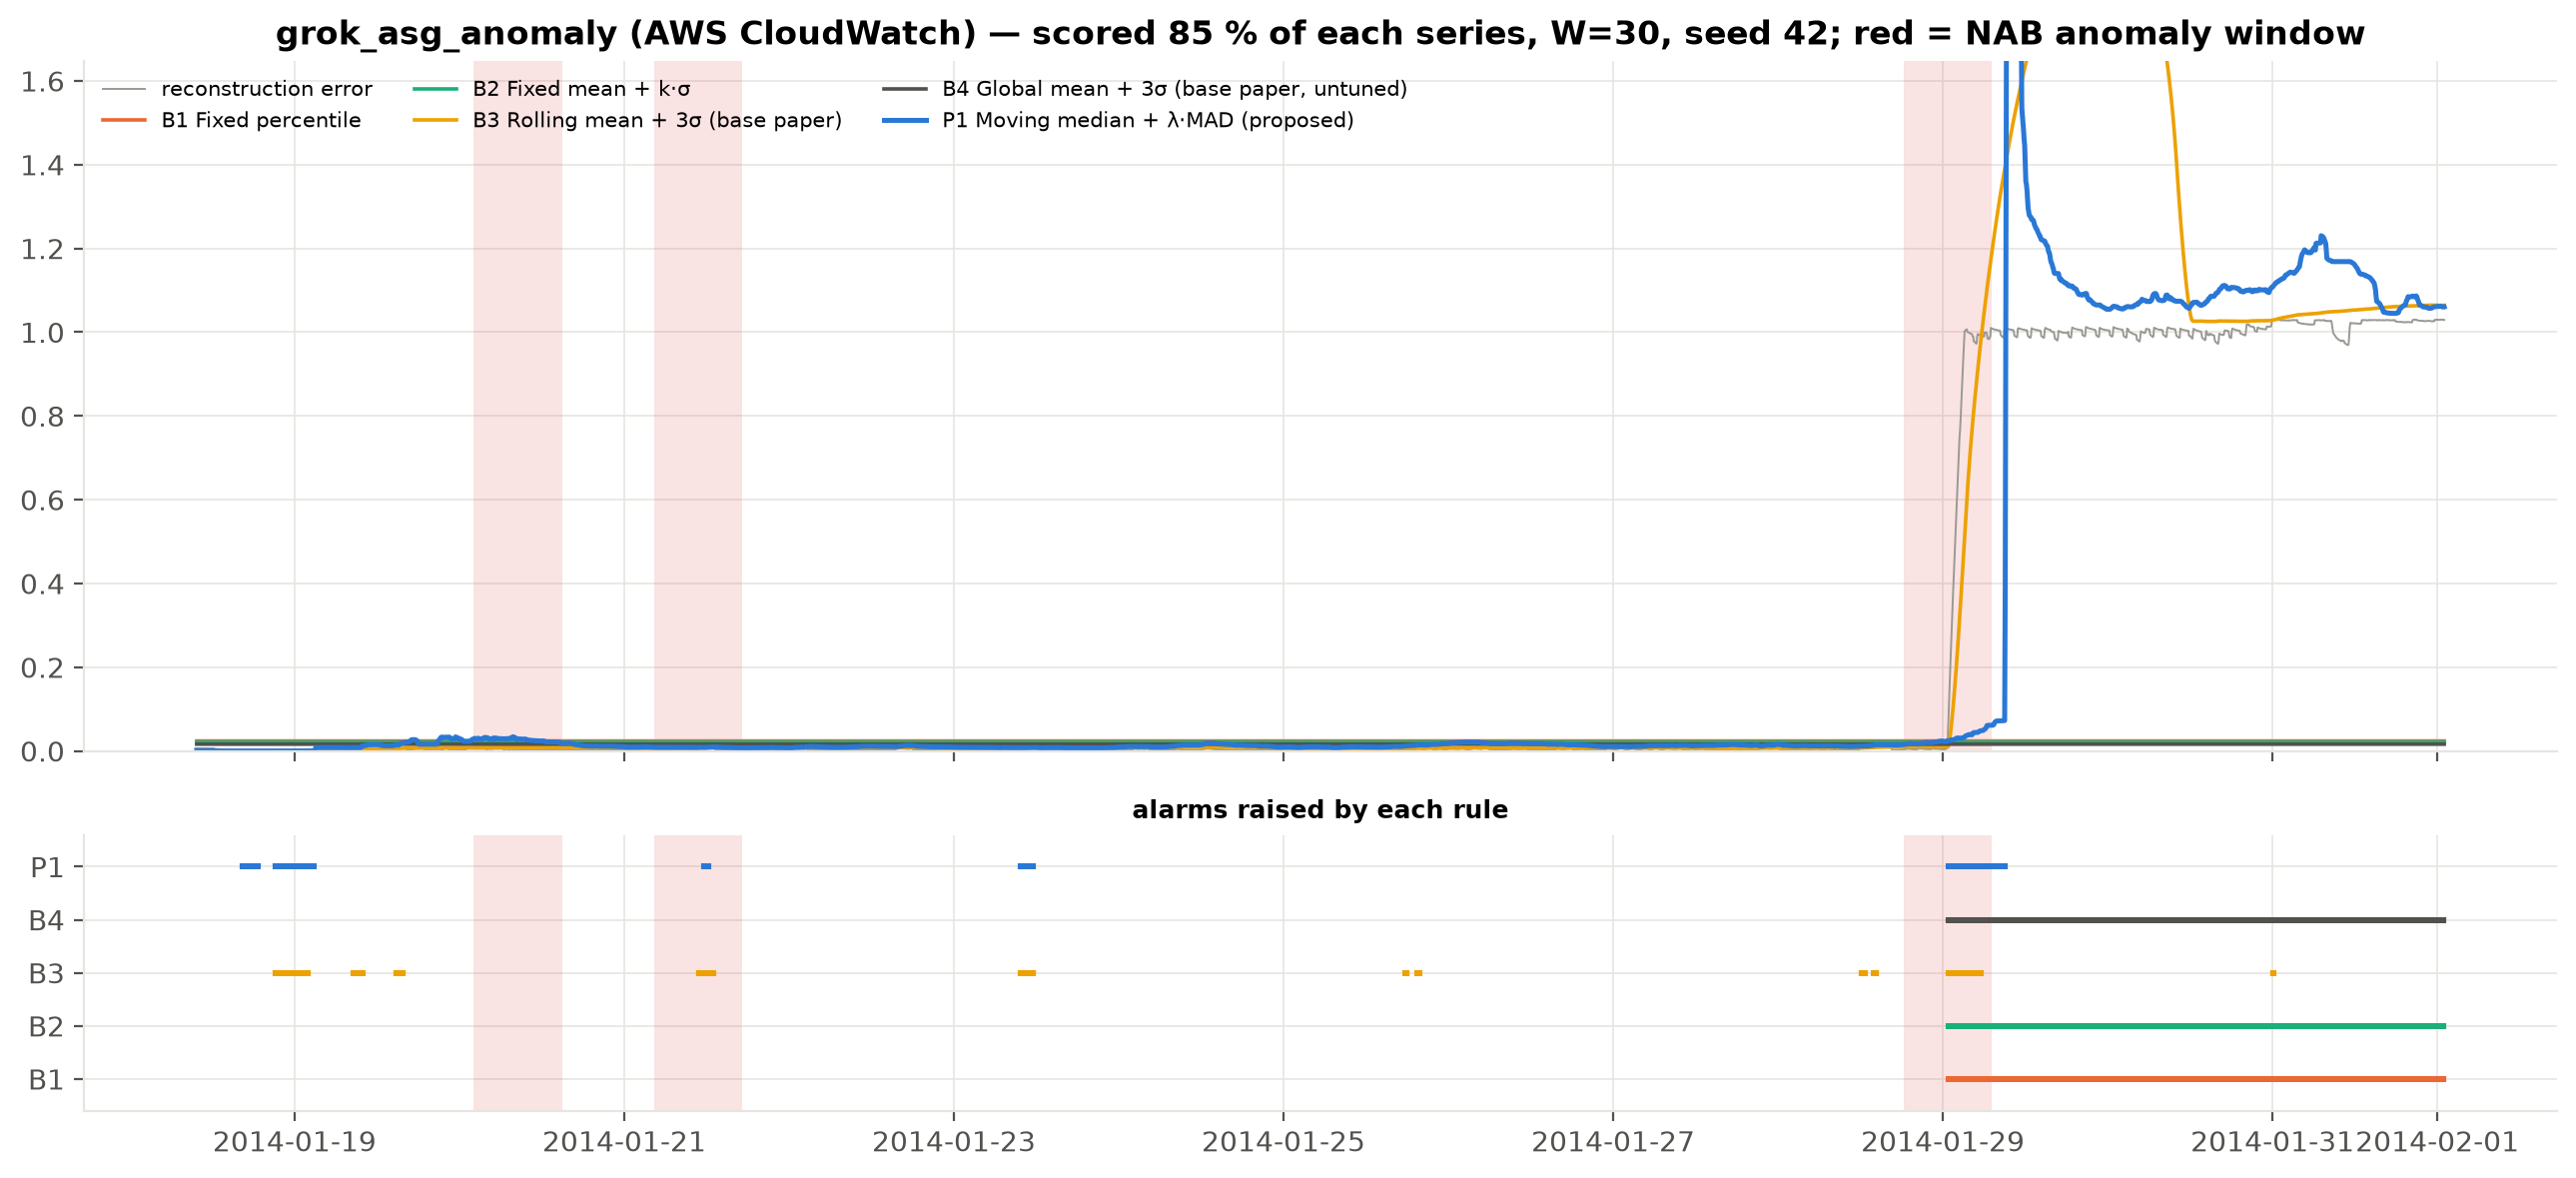 grok_asg_anomaly (AWS CloudWatch) — scored 85 % of each series, W=30, seed 42; red = NAB anomaly window
reconstruction error
B1 Fixed percentile
B2 Fixed mean + k·σ
B3 Rolling mean + 3σ (base paper)
B4 Global mean + 3σ (base paper, untuned)
P1 Moving median + λ·MAD (proposed)
1.6
1.4
1.2
1.0
0.8
0.6
0.4
0.2
0.0
alarms raised by each rule
P1
B4
B3
B2
B1
2014-01-19
2014-01-21
2014-01-23
2014-01-25
2014-01-27
2014-01-29
2014-01-31
2014-02-01